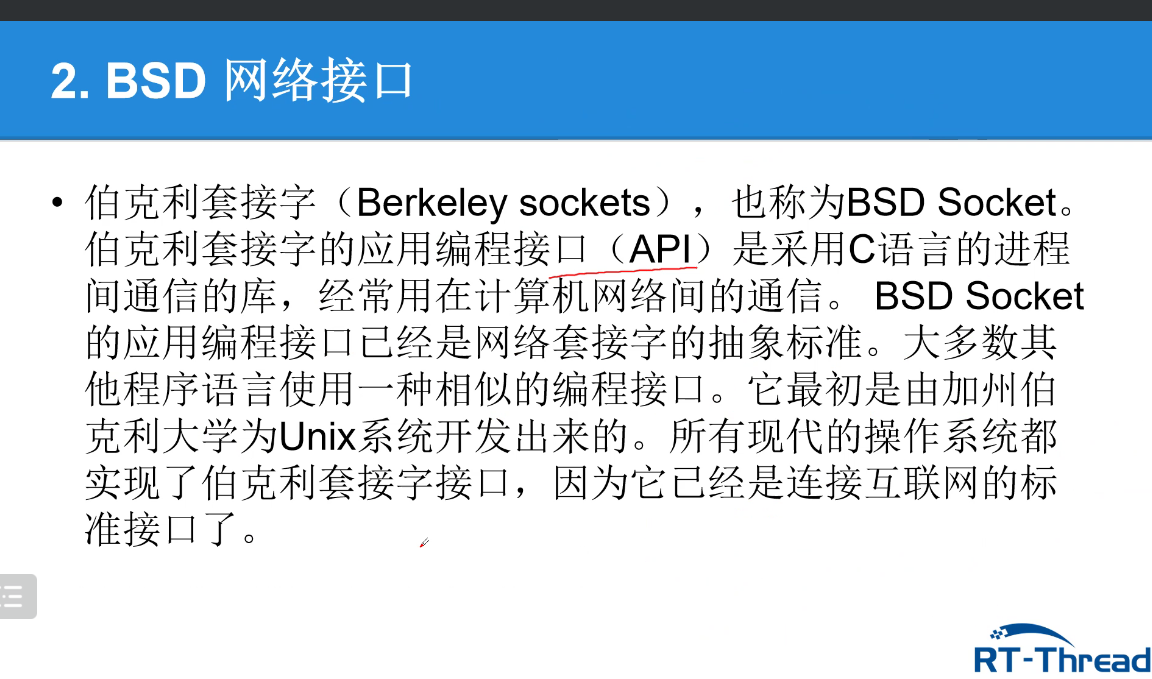 2. BSD 网络接口
• 伯克利套接字（Berkeley sockets），也称为BSD Socket。
伯克利套接字的应用编程接口（API）是采用C语言的进程
间通信的库，经常用在计算机网络间的通信。 BSD Socket
的应用编程接口已经是网络套接字的抽象标准。大多数其
他程序语言使用一种相似的编程接口。它最初是由加州伯
克利大学为Unix系统开发出来的。所有现代的操作系统都
实现了伯克利套接字接口，因为它已经是连接互联网的标
准接口了。
RT-Thread